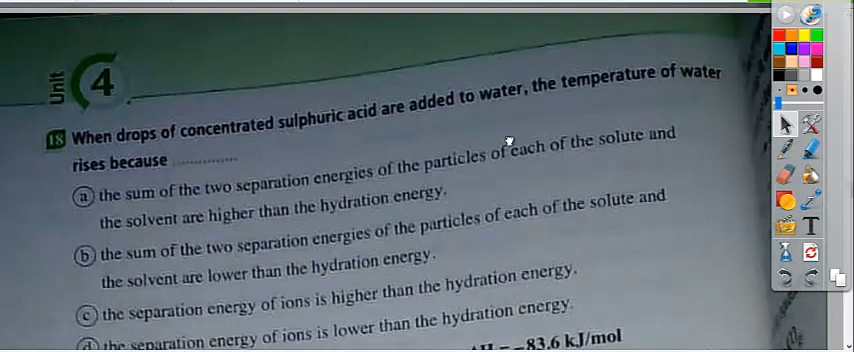 Unit
4
18 When drops of concentrated sulphuric acid are added to water, the temperature of water
rises because ................
a the sum of the two separation energies of the particles of each of the solute and
the solvent are higher than the hydration energy.
b the sum of the two separation energies of the particles of each of the solute and
the solvent are lower than the hydration energy.
c the separation energy of ions is higher than the hydration energy.
d the separation energy of ions is lower than the hydration energy.
–83.6 kJ/mol
T